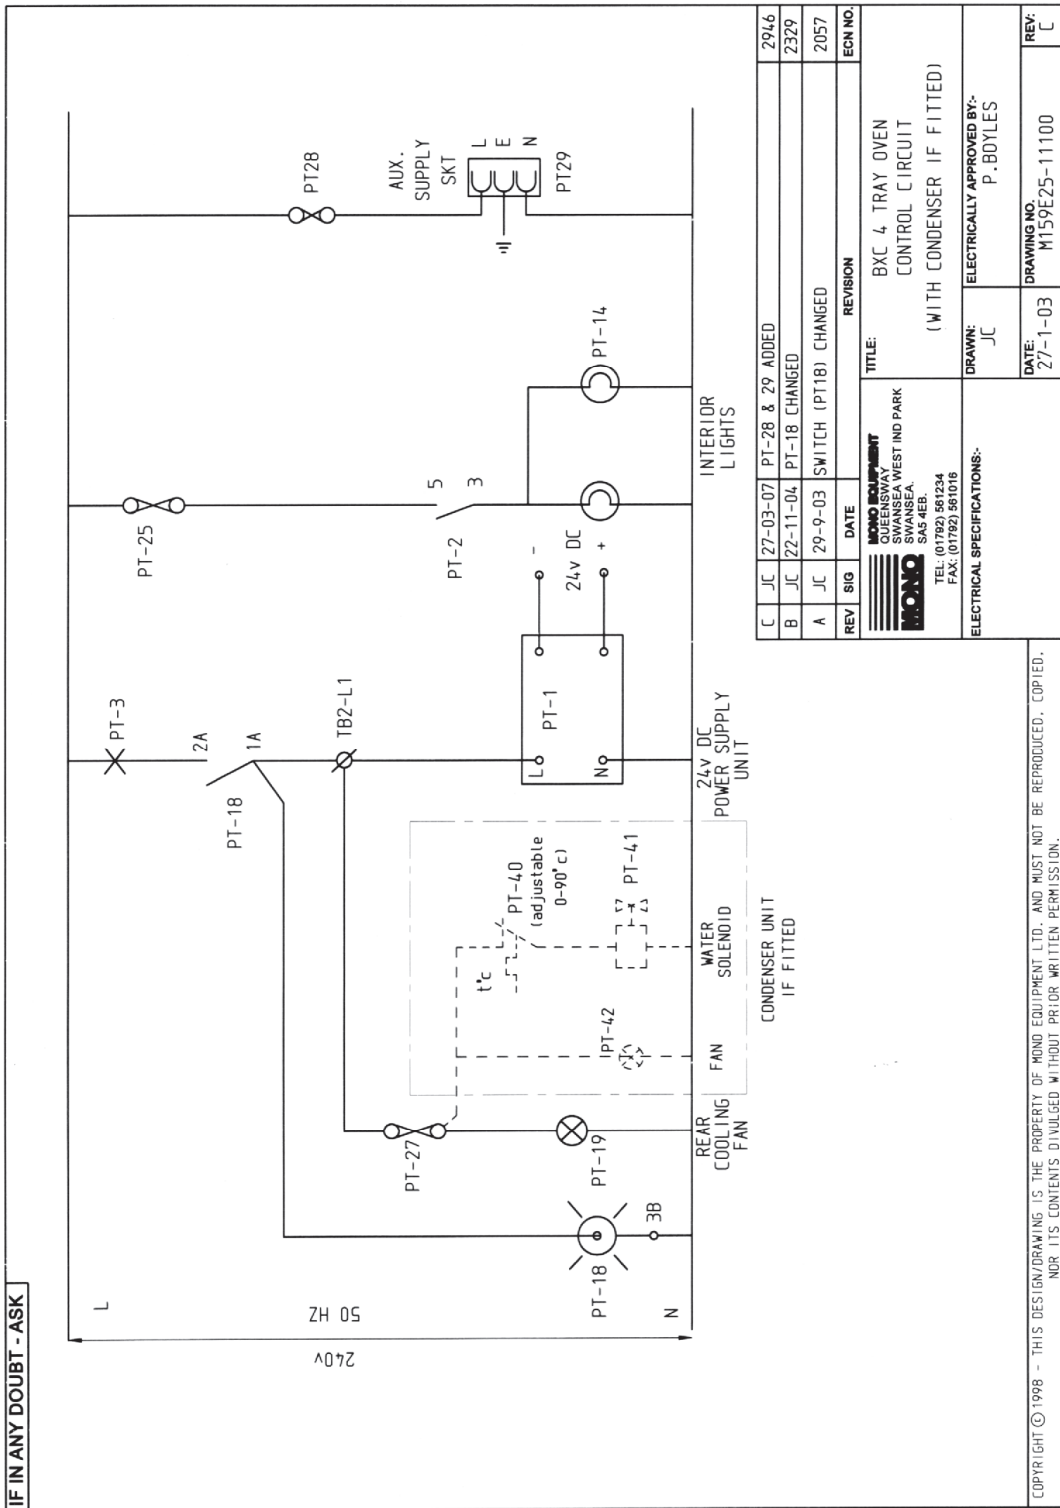 IF IN ANY DOUBT - ASK
L
240v
50 HZ
N
PT-18
3B
PT-27
PT-19
REAR
COOLING
FAN
PT-42
FAN
t°c
PT-40
(adjustable
0-90°c)
PT-41
WATER
SOLENOID
CONDENSER UNIT
IF FITTED
PT-3
2A
1A
PT-18
TB2-L1
L
N
PT-1
24v DC
-
+
24v DC
POWER SUPPLY
UNIT
PT-25
5
3
PT-2
PT-14
INTERIOR
LIGHTS
PT28
AUX.
SUPPLY
SKT
L
E
N
PT29
C JC 27-03-07 PT-28 & 29 ADDED 2946
B JC 22-11-04 PT-18 CHANGED 2329
A JC 29-9-03 SWITCH (PT18) CHANGED 2057
REV SIG DATE REVISION ECN NO.
MONO
MONO EQUIPMENT
QUEENSWAY
SWANSEA WEST IND PARK
SWANSEA.
SA5 4EB.
TEL: (01792) 561234
FAX: (01792) 561016
TITLE:
BXC 4 TRAY OVEN
CONTROL CIRCUIT
(WITH CONDENSER IF FITTED)
ELECTRICAL SPECIFICATIONS:-
DRAWN:
JC
ELECTRICALLY APPROVED BY:-
P.BOYLES
DATE:
27-1-03
DRAWING NO.
M159E25-11100
REV:
C
COPYRIGHT © 1998 - THIS DESIGN/DRAWING IS THE PROPERTY OF MONO EQUIPMENT LTD. AND MUST NOT BE REPRODUCED, COPIED,
NOR ITS CONTENTS DIVULGED WITHOUT PRIOR WRITTEN PERMISSION.